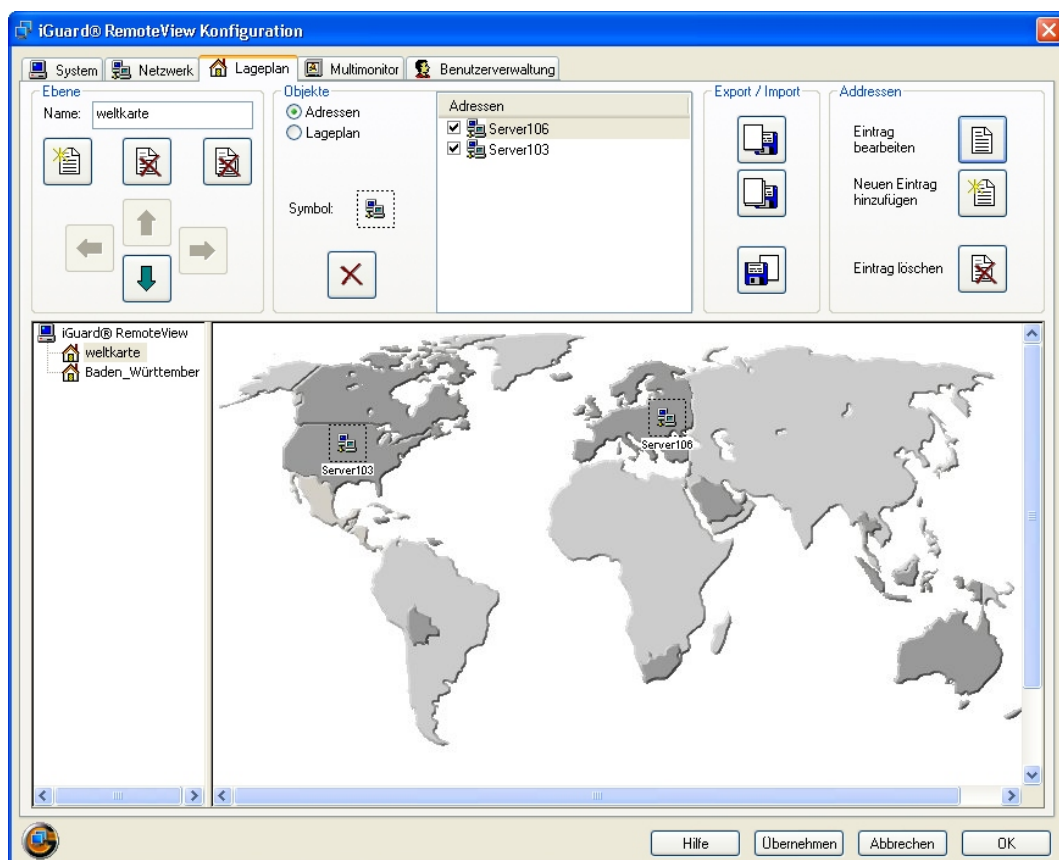 iGuard® RemoteView Konfiguration
System
Netzwerk
Lageplan
Multimonitor
Benutzerverwaltung
Ebene
Name:
weltkarte
Objekte
Adressen
Lageplan
Symbol:
Adressen
Server106
Server103
Export / Import
Addressen
Eintrag
bearbeiten
Neuen Eintrag
hinzufügen
Eintrag löschen
iGuard® RemoteView
weltkarte
Baden_Württember
Server103
Server106
Hilfe
Übernehmen
Abbrechen
OK